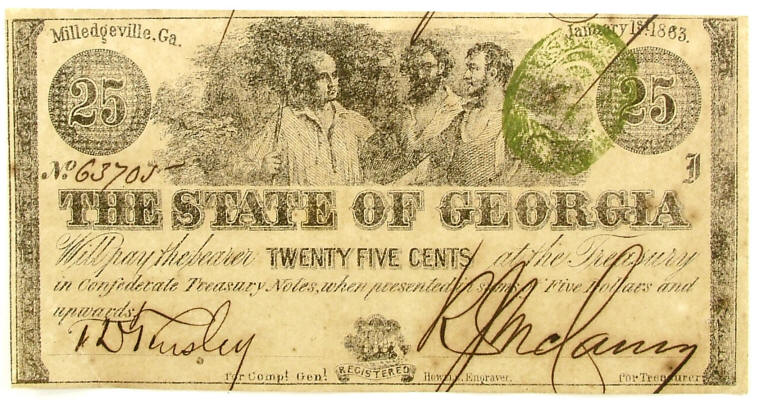 Milledgeville, Ga. January 1st. 1863.
25 25
No. 63705 I
THE STATE OF GEORGIA
Will pay the bearer TWENTY FIVE CENTS at the Treasury
in Confederate Treasury Notes, when presented in sums of Five Dollars and
upwards.
for Compt. Genl. REGISTERED Howell, Engraver. for Treasurer